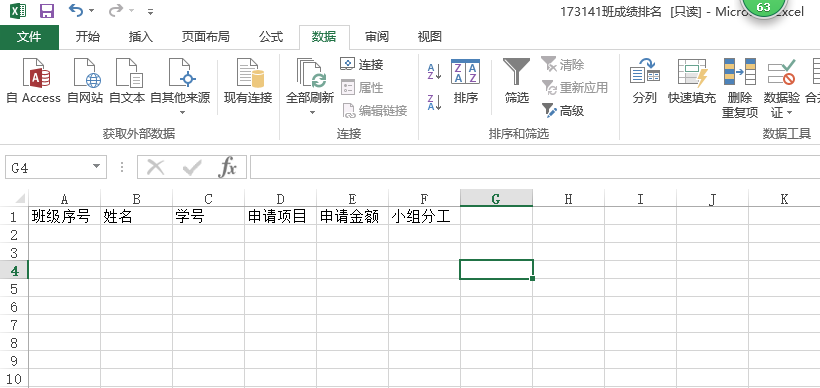 63
173141班成绩排名 [只读] - Micro Excel
文件 开始 插入 页面布局 公式 数据 审阅 视图
自 Access 自网站 自文本 自其他来源 现有连接 全部刷新 连接 属性 编辑链接 排序 筛选 清除 重新应用 高级 分列 快速填充 删除重复项 数据验证
获取外部数据 连接 排序和筛选 数据工具
G4 fx
A B C D E F G H I J K
1 班级序号 姓名 学号 申请项目 申请金额 小组分工
2
3
4
5
6
7
8
9
10